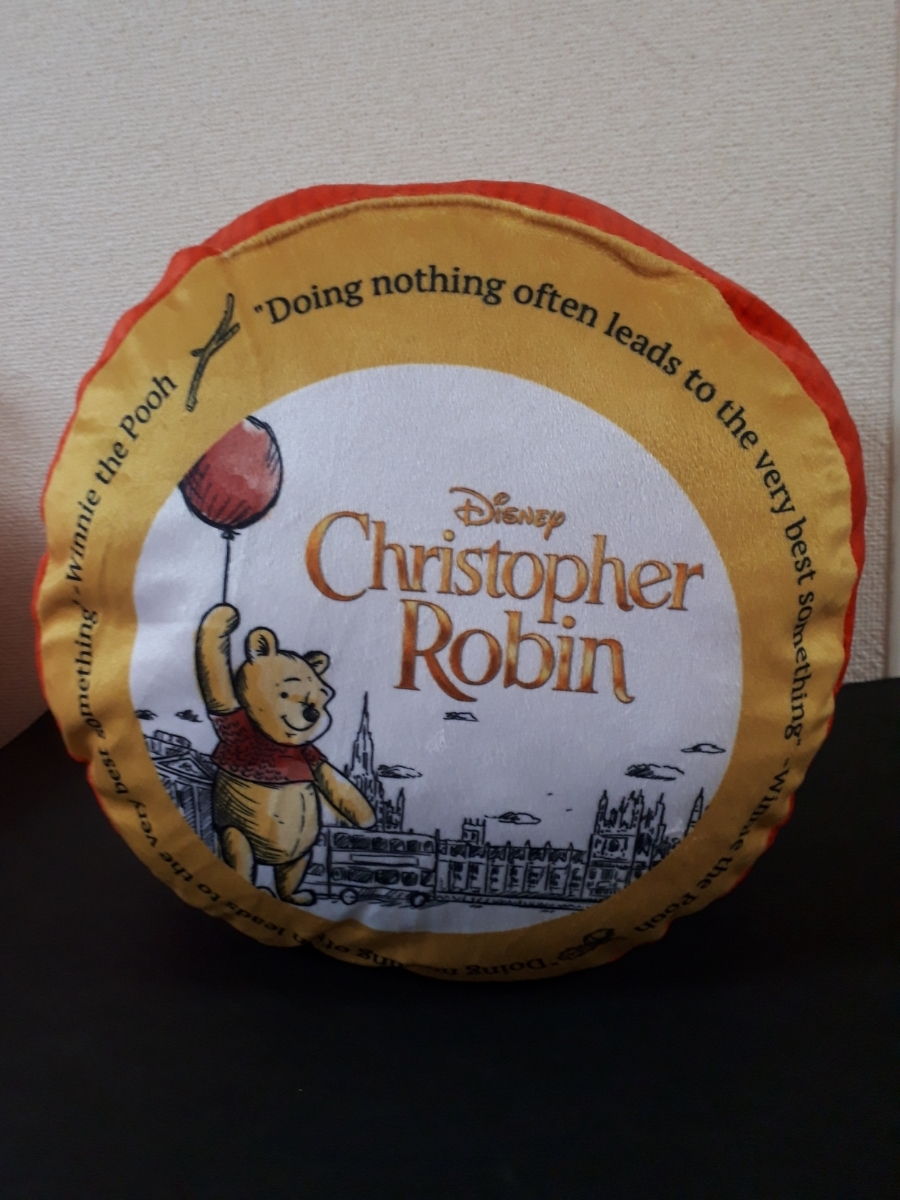 "Doing nothing often leads to the very best something" -Winnie the Pooh
"Doing nothing often leads to the very best something" -Winnie the Pooh
Disney
Christopher
Robin